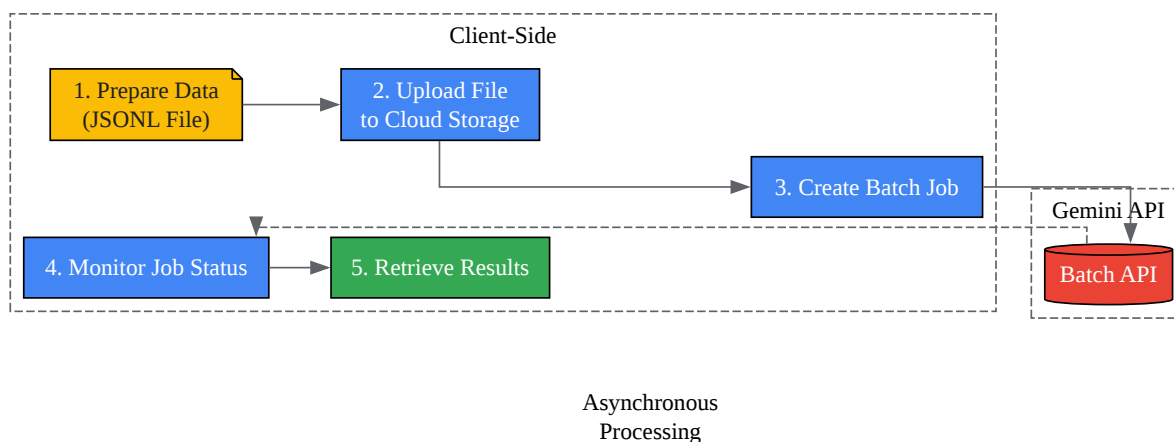 Client-Side
1. Prepare Data
(JSONL File)
2. Upload File
to Cloud Storage
3. Create Batch Job
Gemini API
Batch API
4. Monitor Job Status
5. Retrieve Results
Asynchronous
Processing